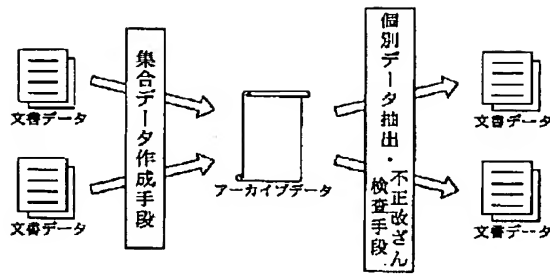 文書データ
文書データ
集合データ作成手段
アーカイブデータ
個別データ抽出・不正改ざん
検査手段
文書データ
文書データ